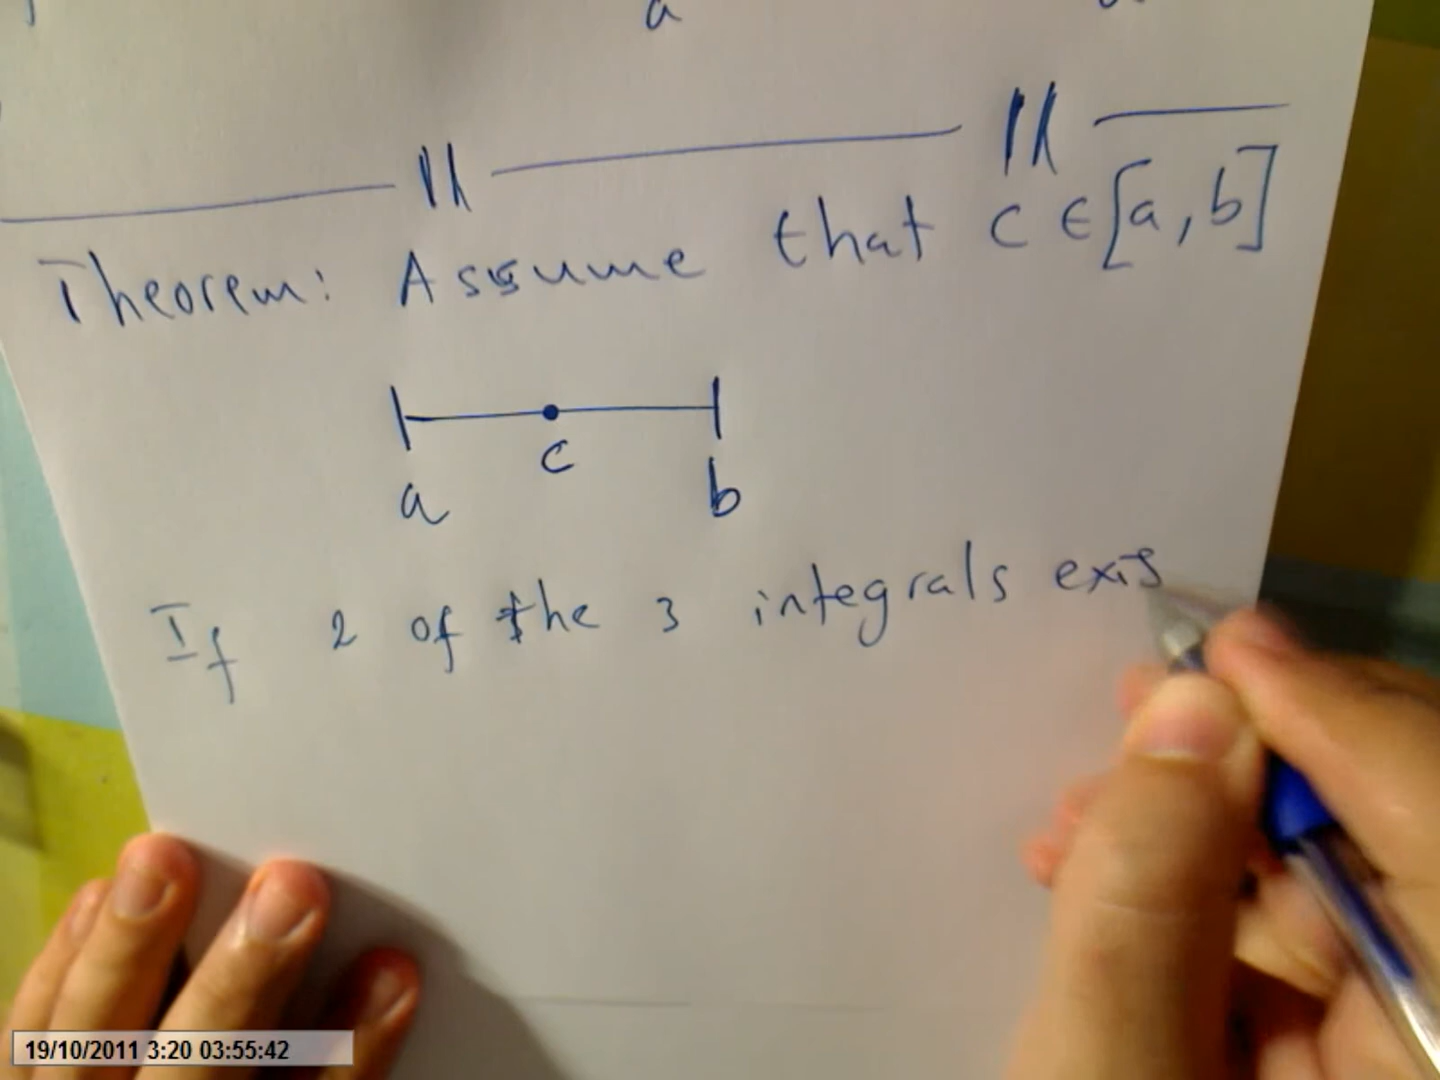 a
Theorem: Assume that c ∈ [a, b]
c
a b
If 2 of the 3 integrals exis
19/10/2011 3:20 03:55:42